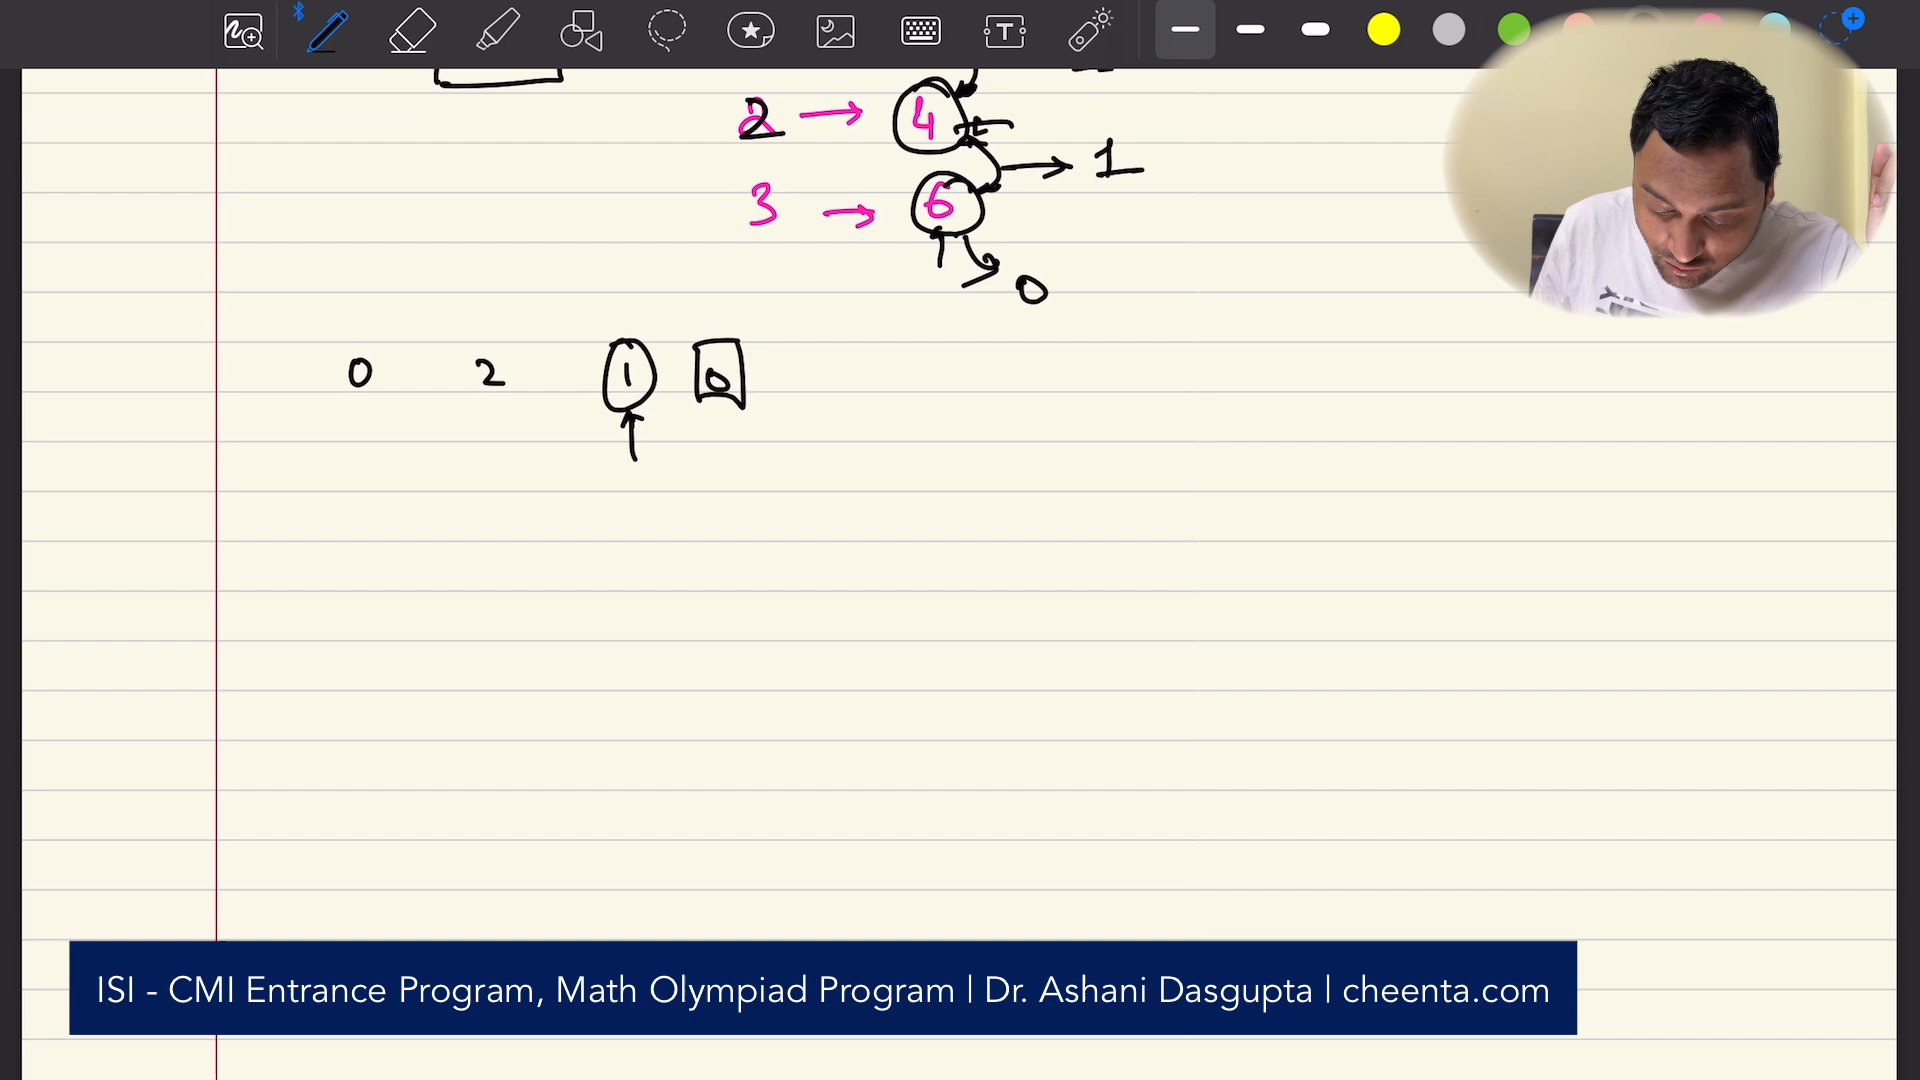 2 → 4
→ 1
3 → 6
0
0 2 1 0
ISI - CMI Entrance Program, Math Olympiad Program | Dr. Ashani Dasgupta | cheenta.com